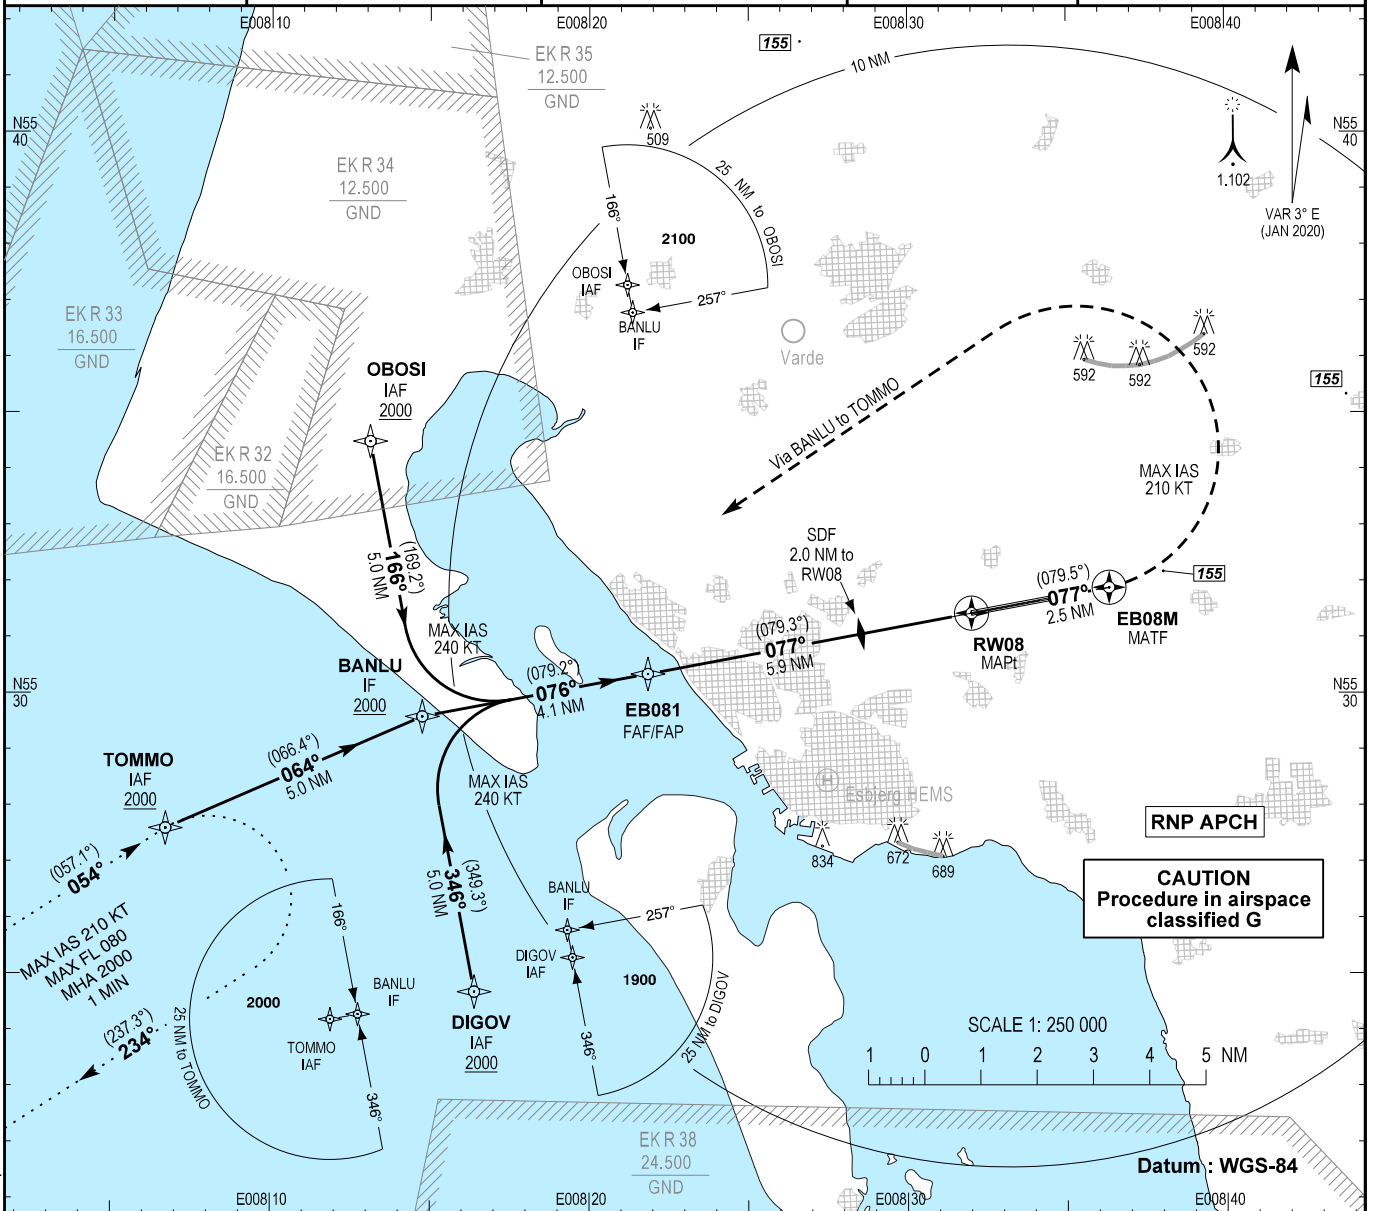 E008|10
E008|20
E008|30
E008|40
155
10 NM
EK R 35
12.500
GND
N55
40
N55
40
509
1.102
VAR 3° E
(JAN 2020)
EK R 34
12.500
GND
25 NM to OBOSI
166°
2100
OBOSI
IAF
257°
BANLU
IF
EK R 33
16.500
GND
Varde
592
592
592
155
OBOSI
IAF
2000
Via BANLU to TOMMO
EK R 32
16.500
GND
MAX IAS
210 KT
SDF
2.0 NM to
RW08
(169.2°)
166°
5.0 NM
155
(079.5°)
077°
2.5 NM
EB08M
MATF
MAX IAS
240 KT
(079.3°)
077°
5.9 NM
RW08
MAPt
BANLU
IF
2000
(079.2°)
076°
4.1 NM
N55
30
N55
30
EB081
FAF/FAP
TOMMO
IAF
2000
(066.4°)
064°
5.0 NM
MAX IAS
240 KT
H
Esbjerg HEMS
RNP APCH
834
672
689
(057.1°)
054°
CAUTION
Procedure in airspace
classified G
(349.3°)
346°
5.0 NM
BANLU
IF
257°
166°
MAX IAS 210 KT
MAX FL 080
MHA 2000
1 MIN
DIGOV
IAF
1900
2000
BANLU
IF
25 NM to DIGOV
(237.3°)
234°
25 NM to TOMMO
TOMMO
IAF
DIGOV
IAF
2000
346°
346°
SCALE 1: 250 000
1 0 1 2 3 4 5 NM
EK R 38
24.500
GND
Datum : WGS-84
E008|10
E008|20
E008|30
E008|40